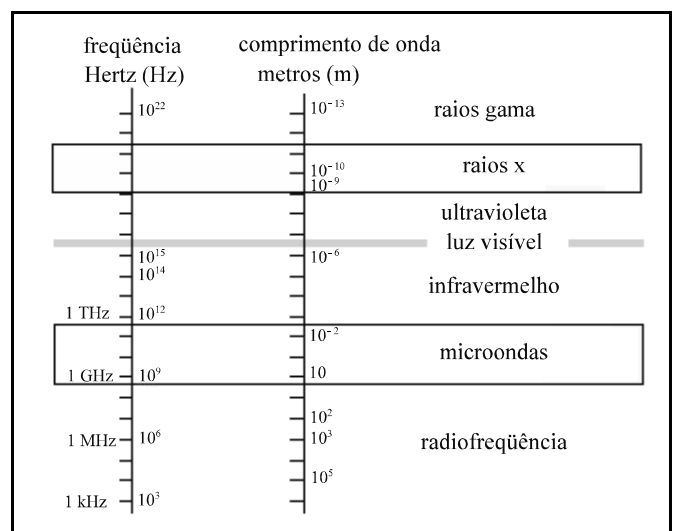 freqüência comprimento de onda
Hertz (Hz) metros (m)
10²² 10⁻¹³ raios gama
10⁻¹⁰ raios x
10⁻⁹
ultravioleta
luz visível
10¹⁵ 10⁻⁶
10¹⁴
infravermelho
1 THz 10¹²
10⁻²
microondas
1 GHz 10⁹ 10
10²
1 MHz 10⁶ 10³ radiofreqüência
10⁵
1 kHz 10³